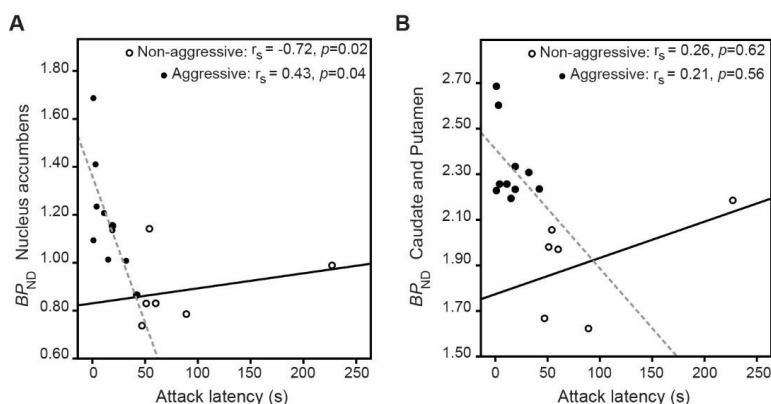 A
Non-aggressive: rs = -0.72, p=0.02
Aggressive: rs = 0.43, p=0.04
BPND Nucleus accumbens
1.80
1.60
1.40
1.20
1.00
0.80
0.60
0 50 100 150 200 250
Attack latency (s)
B
Non-aggressive: rs = 0.26, p=0.62
Aggressive: rs = 0.21, p=0.56
BPND Caudate and Putamen
2.70
2.50
2.30
2.10
1.90
1.70
1.50
0 50 100 150 200 250
Attack latency (s)